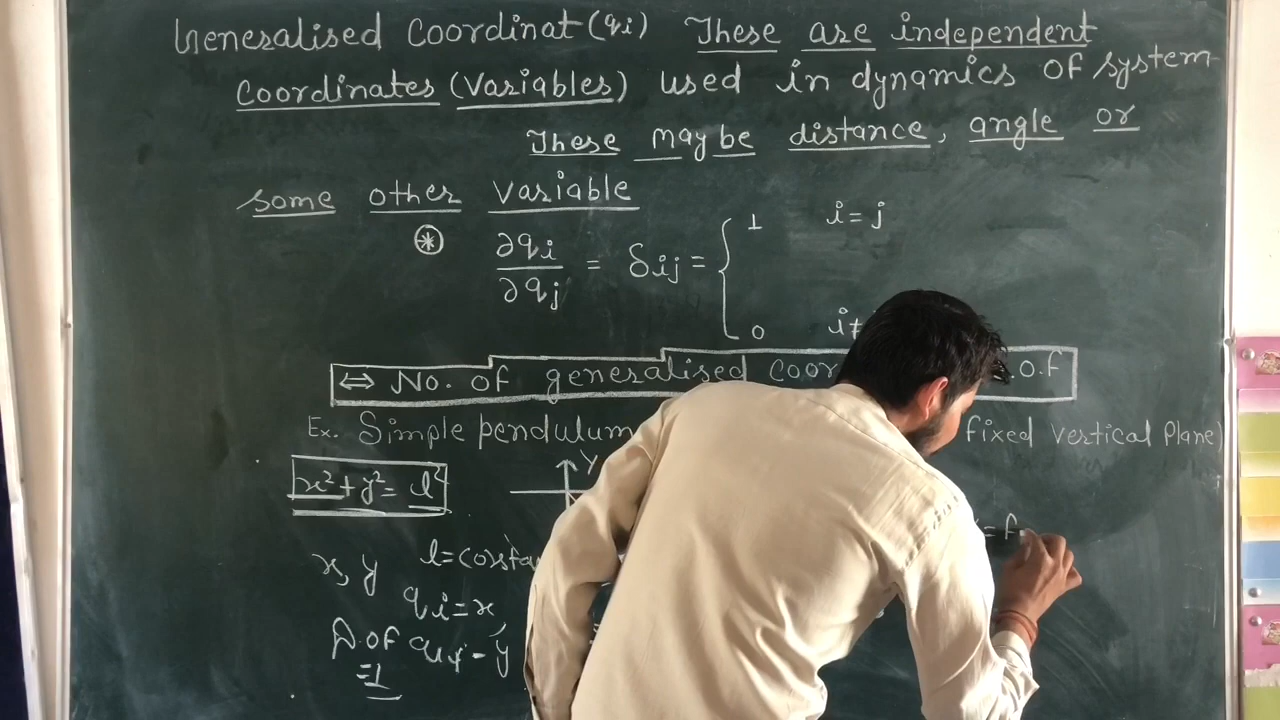 Generalised Coordinat(qi) These are independent
Coordinates (Variables) used in dynamics of system
These may be distance, angle or
some other variable
⊛ ∂qi/∂qj = δij = { 1 i = j
0 i≠
⇔ No. of generalised coor o.f
Ex. Simple pendulum fixed vertical Plane)
x²+y²= l²
Y
= f
x, y l=constan
qi=x,
D.of
=1